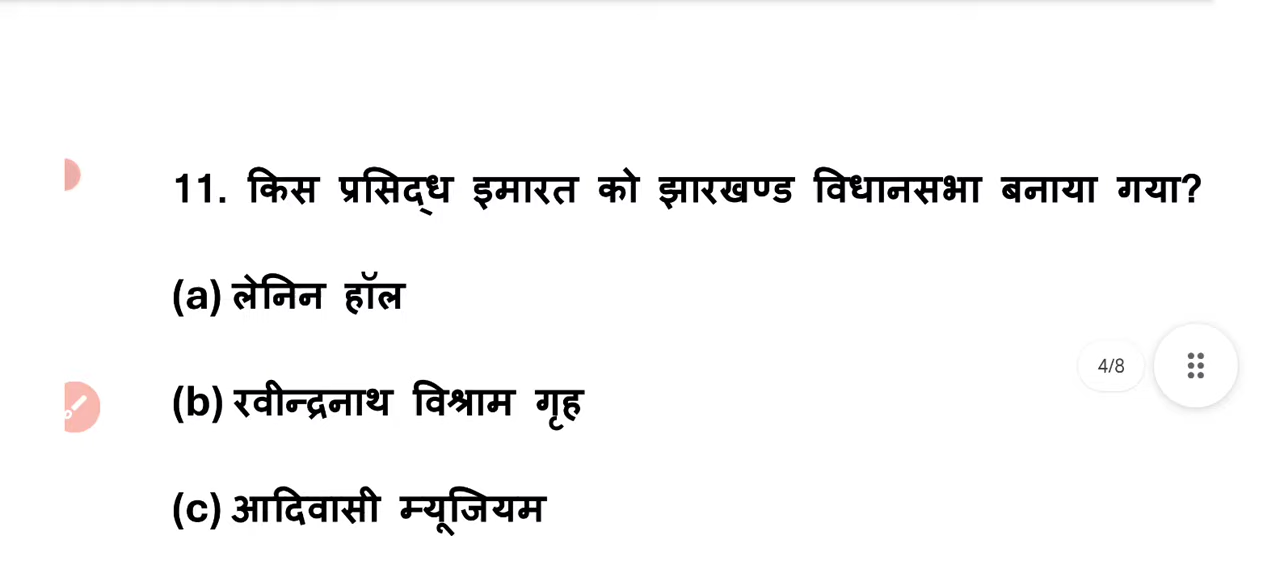 11. किस प्रसिद्ध इमारत को झारखण्ड विधानसभा बनाया गया?
(a) लेनिन हॉल
(b) रवीन्द्रनाथ विश्राम गृह
4/8
(c) आदिवासी म्यूजियम